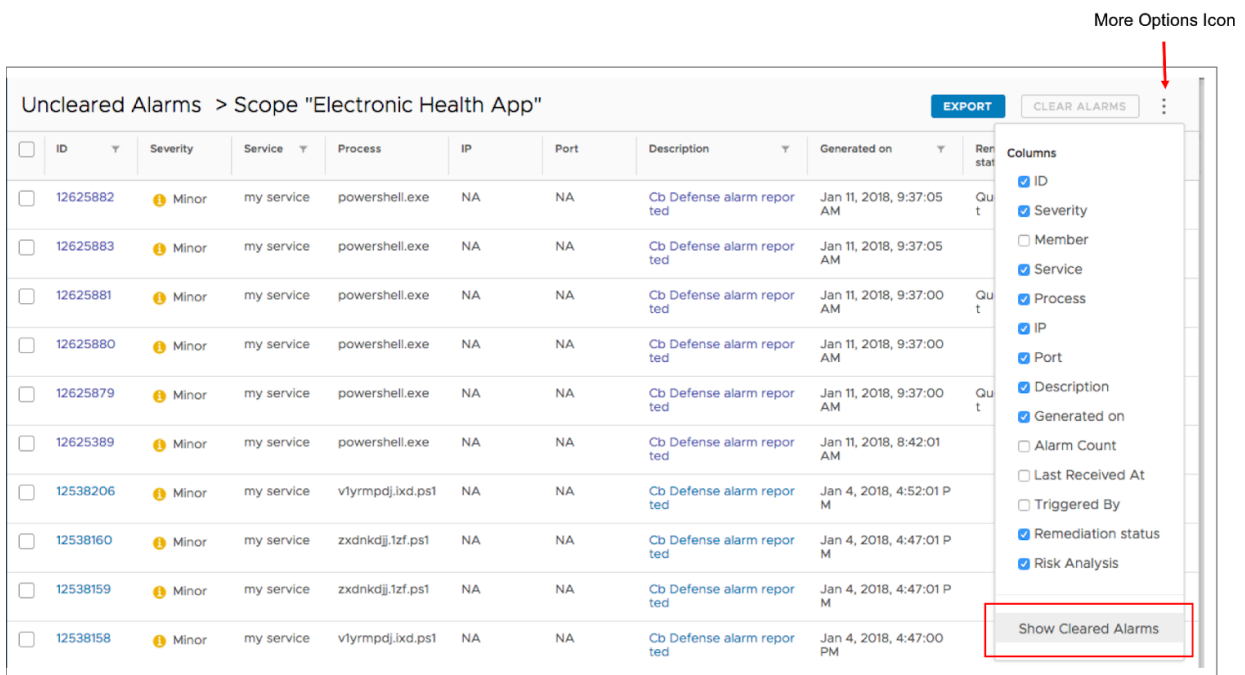 More Options Icon
Uncleared Alarms > Scope "Electronic Health App"
EXPORT
CLEAR ALARMS
ID Severity Service Process IP Port Description Generated on
12625882 Minor my service powershell.exe NA NA Cb Defense alarm repor Jan 11, 2018, 9:37:05
ted AM t
12625883 Minor my service powershell.exe NA NA Cb Defense alarm repor Jan 11, 2018, 9:37:05
ted AM
12625881 Minor my service powershell.exe NA NA Cb Defense alarm repor Jan 11, 2018, 9:37:00
ted AM t
12625880 Minor my service powershell.exe NA NA Cb Defense alarm repor Jan 11, 2018, 9:37:00
ted AM
12625879 Minor my service powershell.exe NA NA Cb Defense alarm repor Jan 11, 2018, 9:37:00
ted AM t
12625389 Minor my service powershell.exe NA NA Cb Defense alarm repor Jan 11, 2018, 8:42:01
ted AM
12538206 Minor my service v1yrmpdj.ixd.ps1 NA NA Cb Defense alarm repor Jan 4, 2018, 4:52:01 P
ted M
12538160 Minor my service zxdnkdjj.1zf.ps1 NA NA Cb Defense alarm repor Jan 4, 2018, 4:47:01 P
ted M
12538159 Minor my service zxdnkdjj.1zf.ps1 NA NA Cb Defense alarm repor Jan 4, 2018, 4:47:01 P
ted M
12538158 Minor my service v1yrmpdj.ixd.ps1 NA NA Cb Defense alarm repor Jan 4, 2018, 4:47:00
ted PM
Columns
ID
Severity
Member
Service
Process
IP
Port
Description
Generated on
Alarm Count
Last Received At
Triggered By
Remediation status
Risk Analysis
Show Cleared Alarms